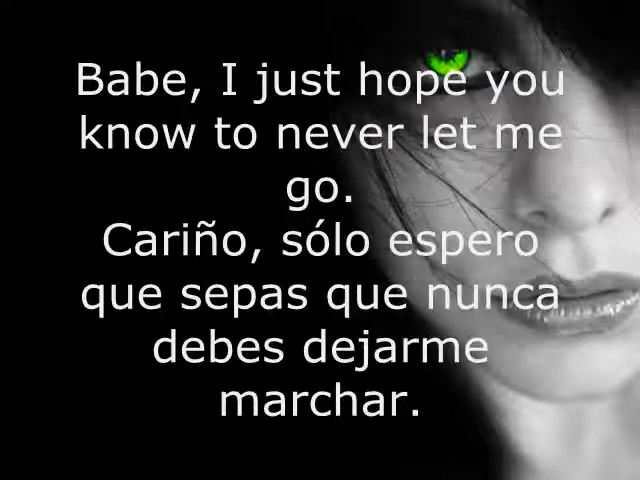 Babe, I just hope you
know to never let me
go.
Cariño, sólo espero
que sepas que nunca
debes dejarme
marchar.